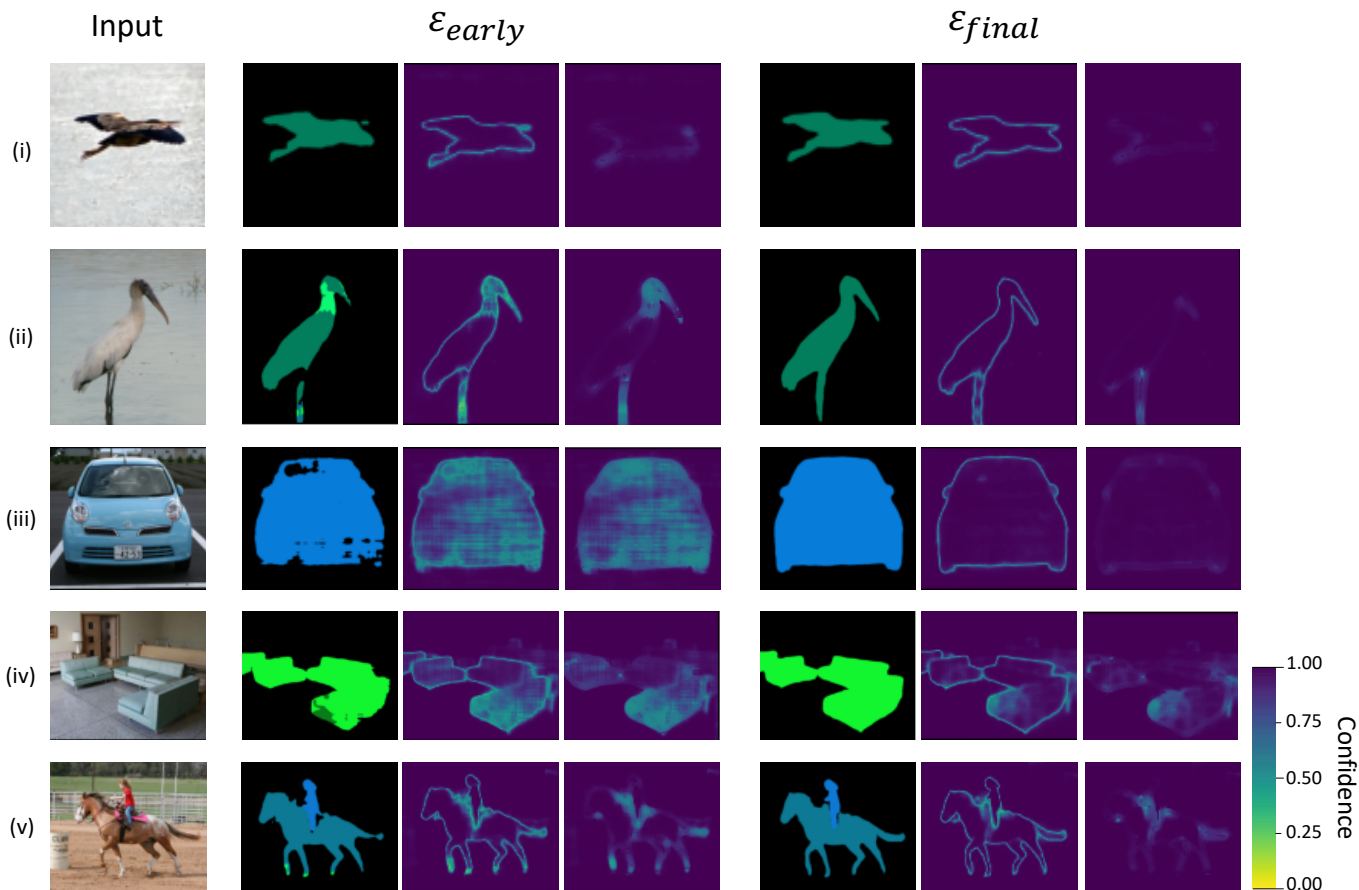 Input
ε_early
ε_final
(i)
(ii)
(iii)
(iv)
(v)
1.00
0.75
0.50
0.25
0.00
Confidence